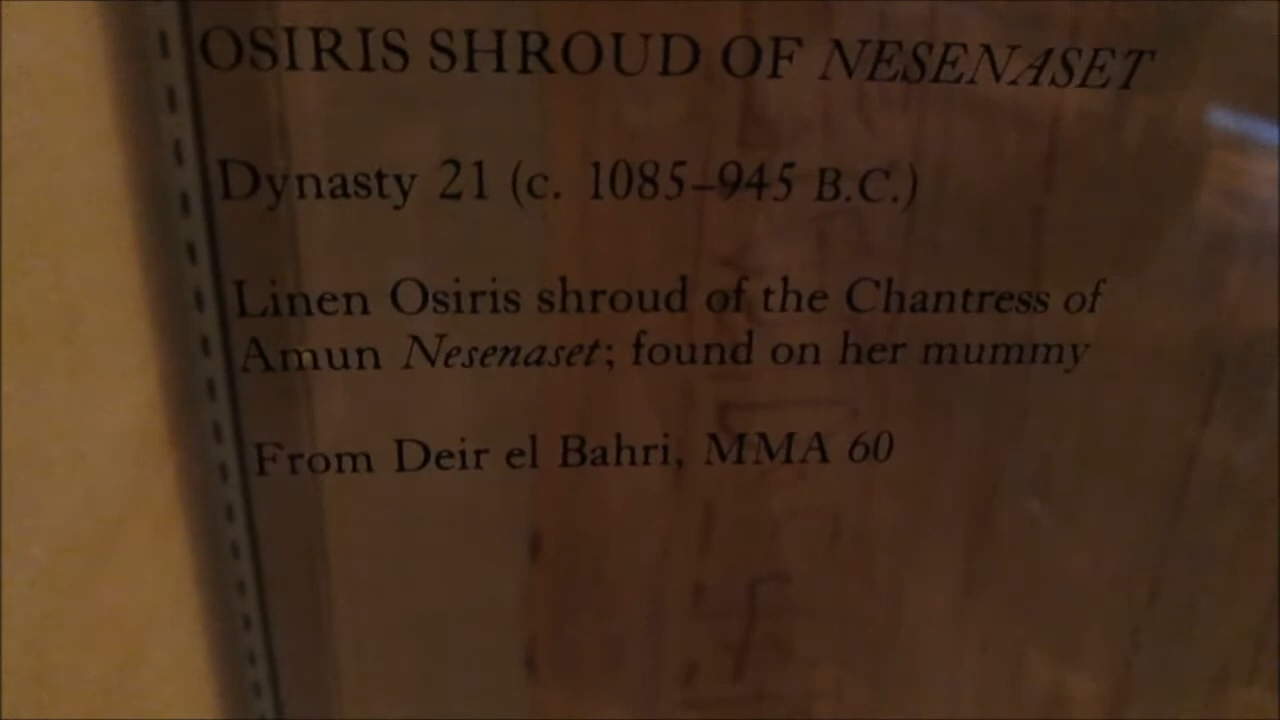 OSIRIS SHROUD OF NESENASET
Dynasty 21 (c. 1085–945 B.C.)
Linen Osiris shroud of the Chantress of
Amun Nesenaset; found on her mummy
From Deir el Bahri, MMA 60